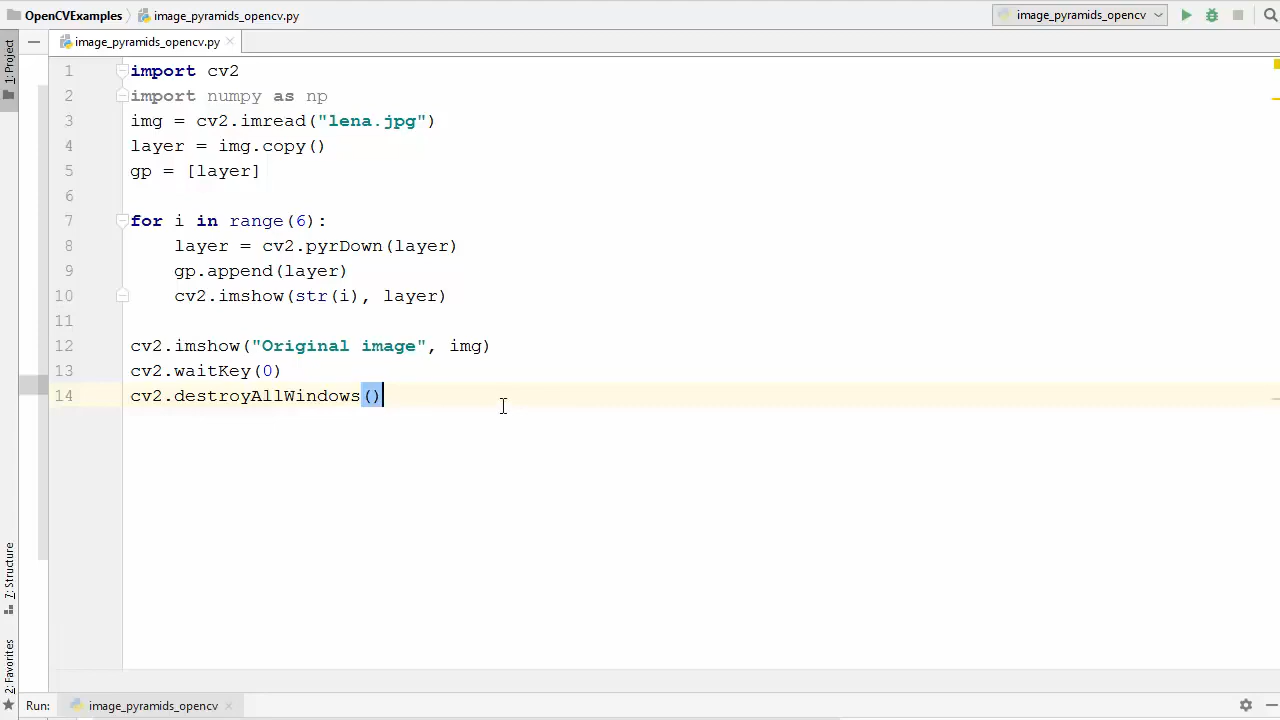 OpenCVExamples image_pyramids_opencv.py image_pyramids_opencv
1: Project
image_pyramids_opencv.py
1 import cv2
2 import numpy as np
3 img = cv2.imread("lena.jpg")
4 layer = img.copy()
5 gp = [layer]
6
7 for i in range(6):
8 layer = cv2.pyrDown(layer)
9 gp.append(layer)
10 cv2.imshow(str(i), layer)
11
12 cv2.imshow("Original image", img)
13 cv2.waitKey(0)
14 cv2.destroyAllWindows()
7: Structure
2: Favorites
Run: image_pyramids_opencv